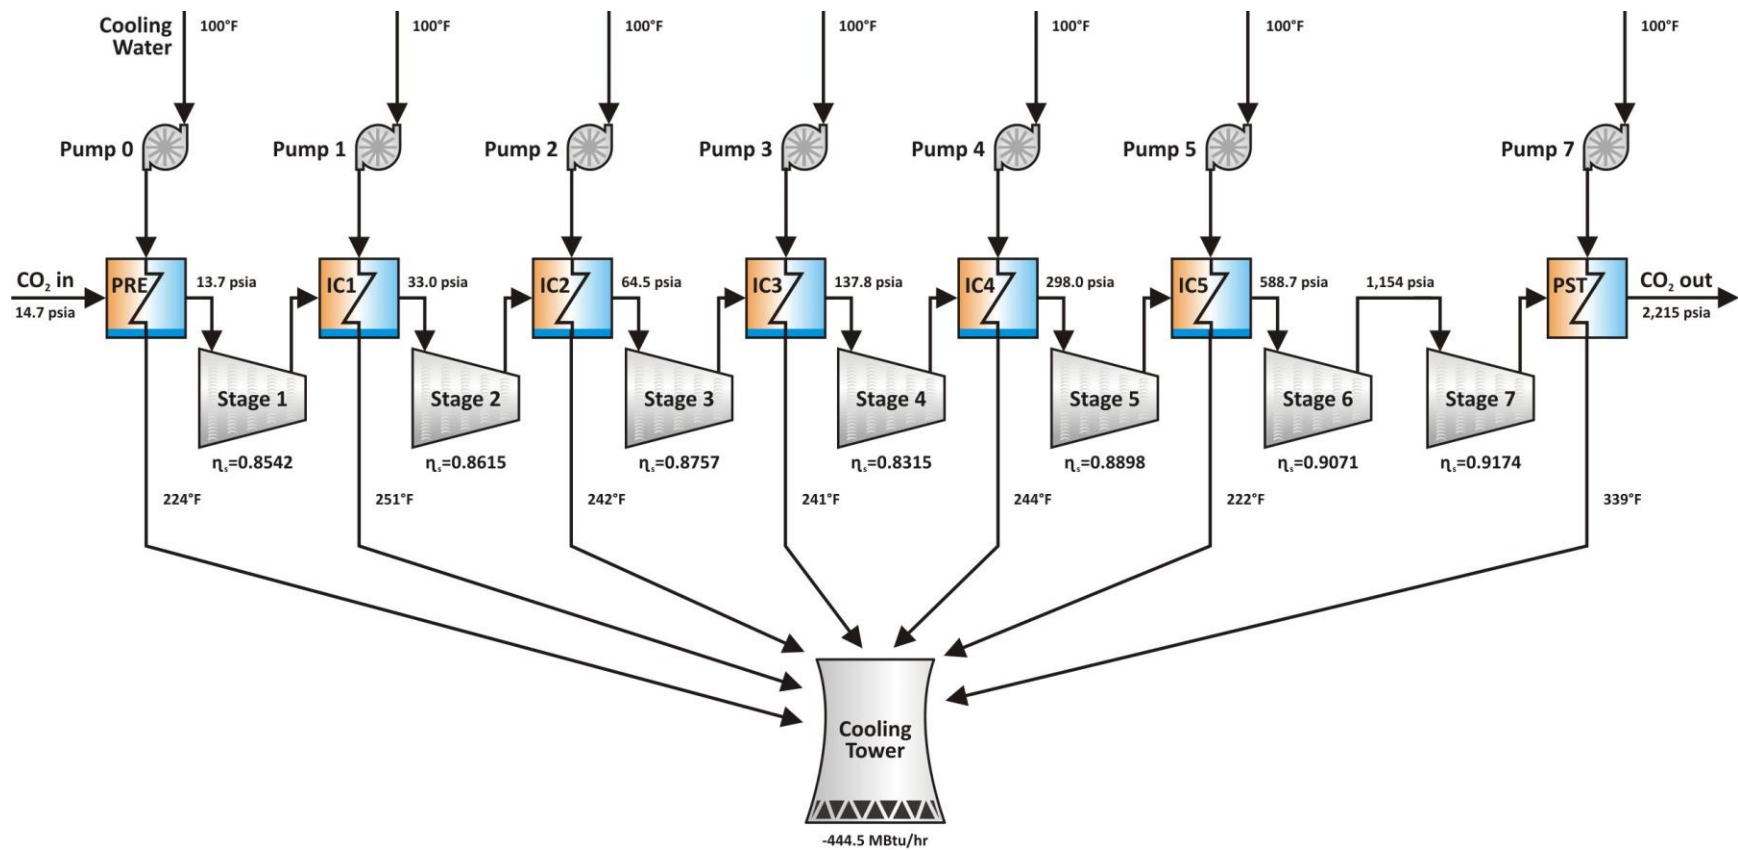 Cooling
Water
100°F
100°F
100°F
100°F
100°F
100°F
100°F
Pump 0
Pump 1
Pump 2
Pump 3
Pump 4
Pump 5
Pump 7
CO₂ in
14.7 psia
PRE
13.7 psia
IC1
33.0 psia
IC2
64.5 psia
IC3
137.8 psia
IC4
298.0 psia
IC5
588.7 psia
1,154 psia
PST
CO₂ out
2,215 psia
Stage 1
Stage 2
Stage 3
Stage 4
Stage 5
Stage 6
Stage 7
ηₛ=0.8542
ηₛ=0.8615
ηₛ=0.8757
ηₛ=0.8315
ηₛ=0.8898
ηₛ=0.9071
ηₛ=0.9174
224°F
251°F
242°F
241°F
244°F
222°F
339°F
Cooling
Tower
-444.5 MBtu/hr